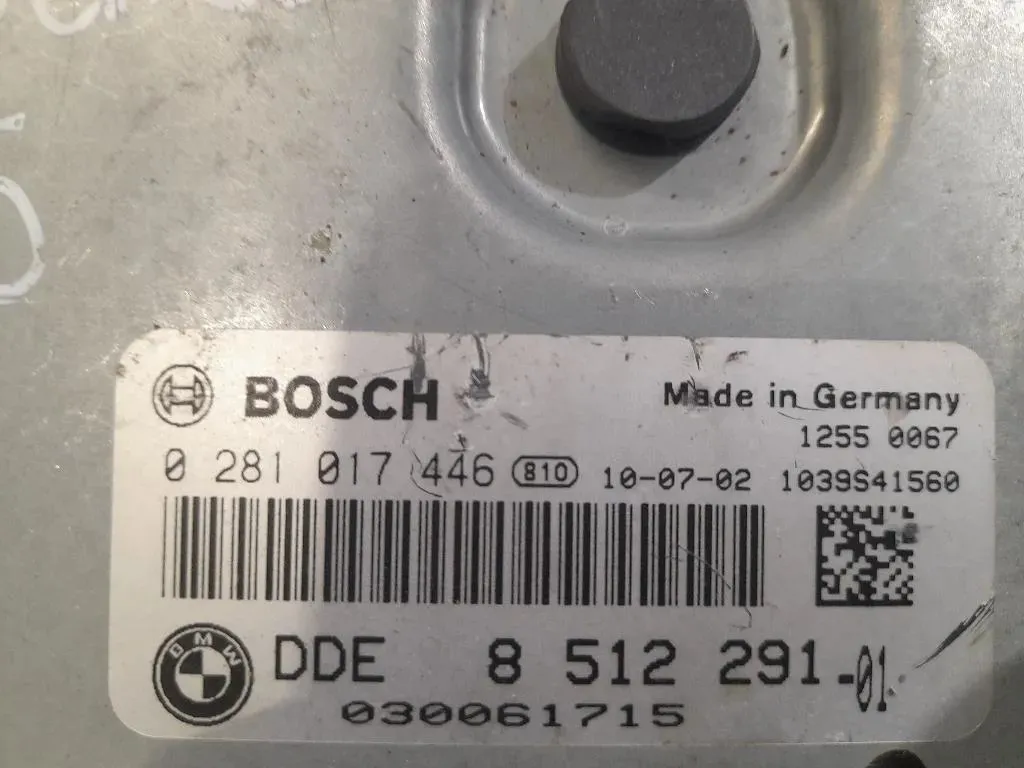 BOSCH
Made in Germany
1255 0067
0 281 017 446 810 10-07-02 1039S41560
BMW
DDE 8 512 291-01
030061715